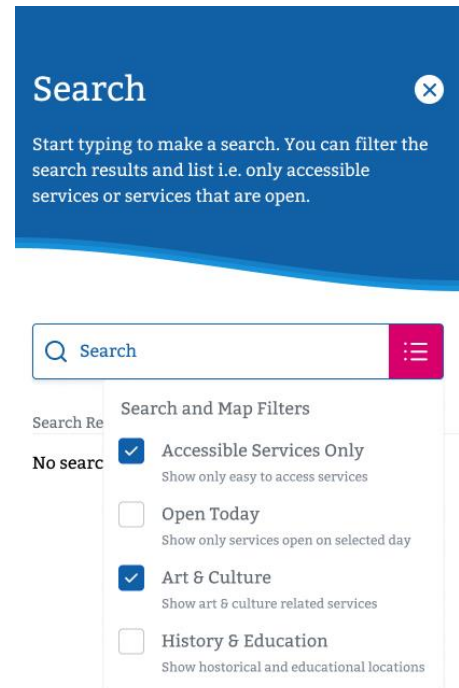 Search
Start typing to make a search. You can filter the
search results and list i.e. only accessible
services or services that are open.
Search
Search Re
No searc
Search and Map Filters
Accessible Services Only
Show only easy to access services
Open Today
Show only services open on selected day
Art & Culture
Show art & culture related services
History & Education
Show hostorical and educational locations